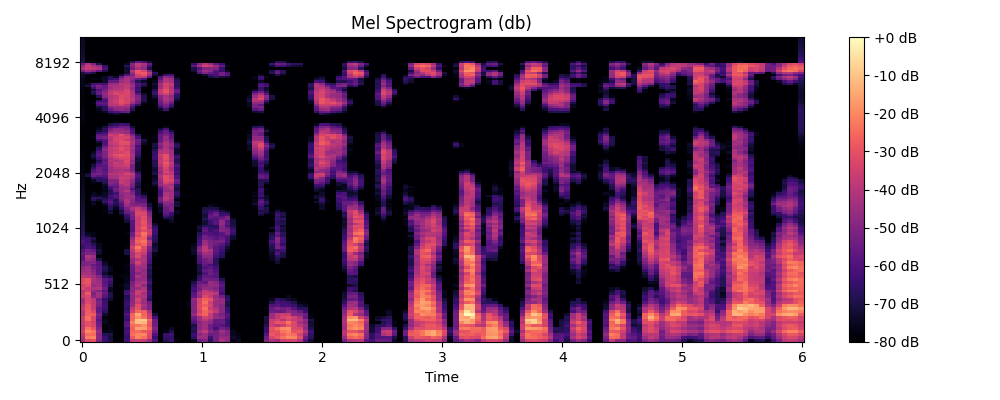 Mel Spectrogram (db)
Hz
8192
4096
2048
1024
512
0
0 1 2 3 4 5 6
Time
+0 dB
-10 dB
-20 dB
-30 dB
-40 dB
-50 dB
-60 dB
-70 dB
-80 dB